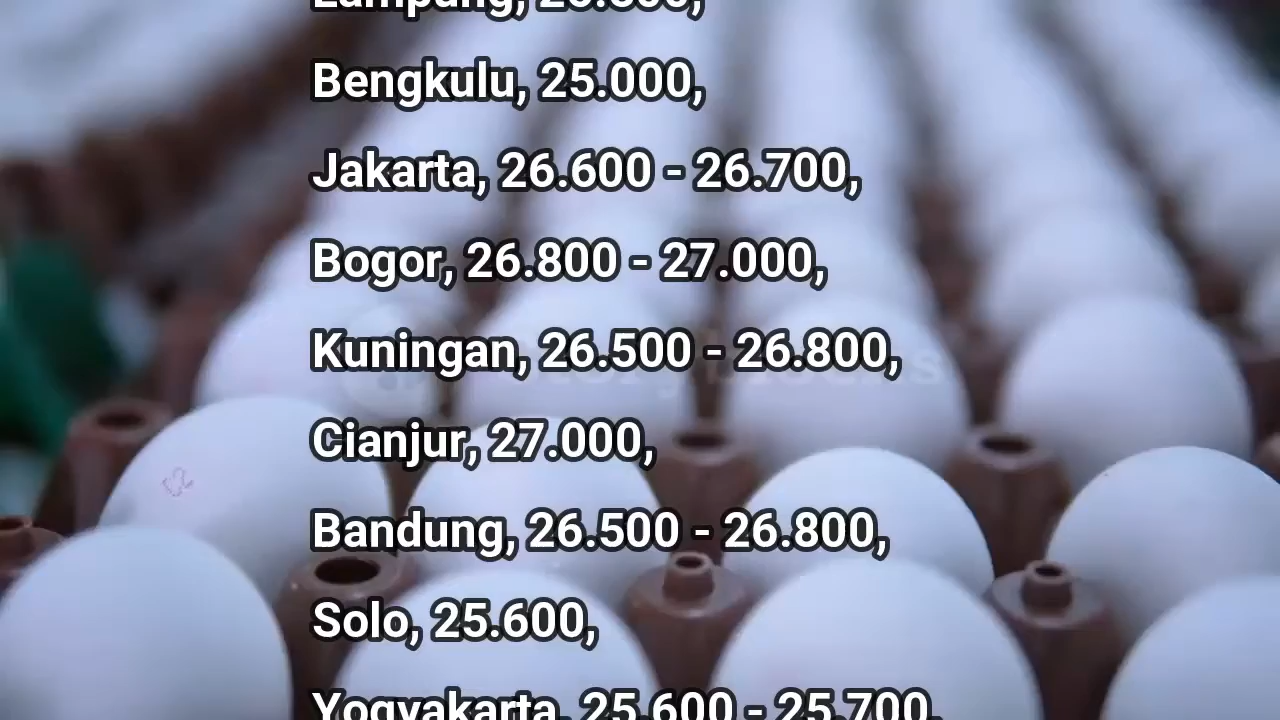 Bengkulu, 25.000,
Jakarta, 26.600 - 26.700,
Bogor, 26.800 - 27.000,
Kuningan, 26.500 - 26.800,
Cianjur, 27.000,
Bandung, 26.500 - 26.800,
Solo, 25.600,
Yogyakarta, 25.600 - 25.700,